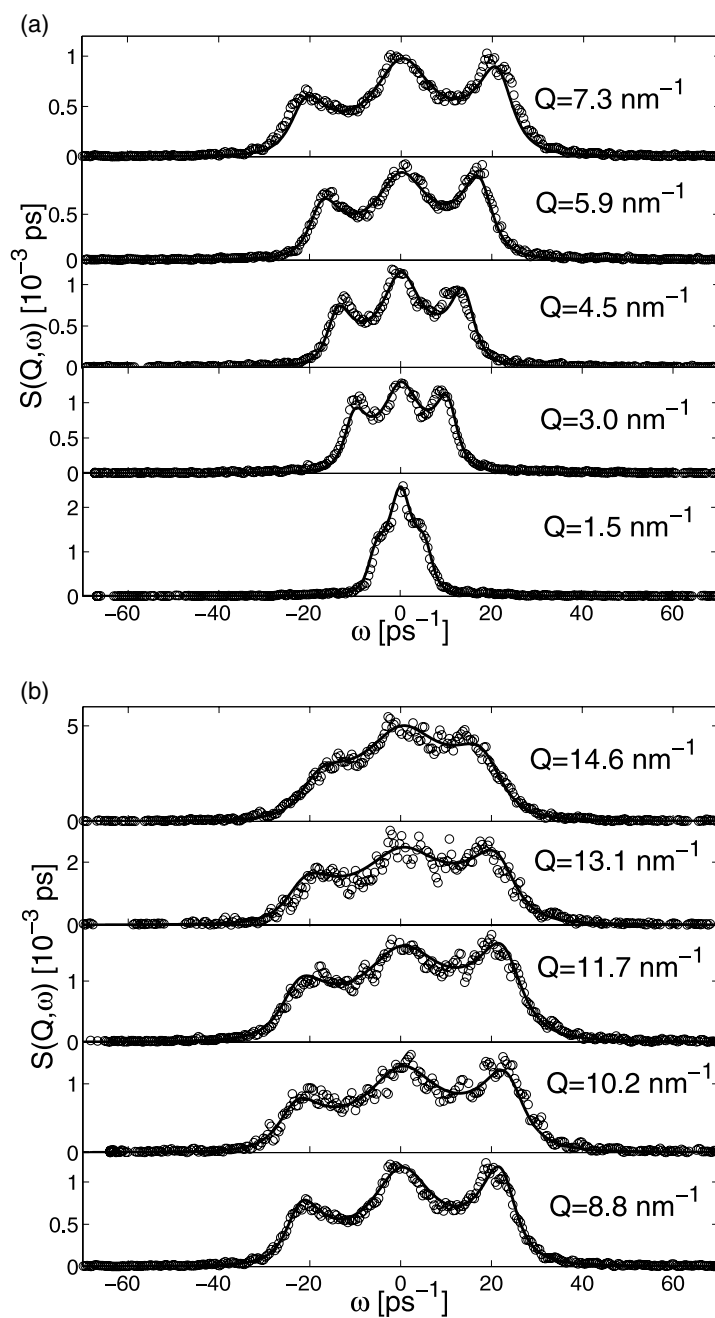 (a)
1
0.5
0
Q=7.3 nm⁻¹
0.5
0
Q=5.9 nm⁻¹
1
0.5
0
Q=4.5 nm⁻¹
1
0.5
0
Q=3.0 nm⁻¹
2
1
0
Q=1.5 nm⁻¹
S(Q,ω) [10⁻³ ps]
−60 −40 −20 0 20 40 60
ω [ps⁻¹]
(b)
5
0
Q=14.6 nm⁻¹
2
0
Q=13.1 nm⁻¹
1
0
Q=11.7 nm⁻¹
1
0
Q=10.2 nm⁻¹
1
0.5
0
Q=8.8 nm⁻¹
S(Q,ω) [10⁻³ ps]
−60 −40 −20 0 20 40 60
ω [ps⁻¹]